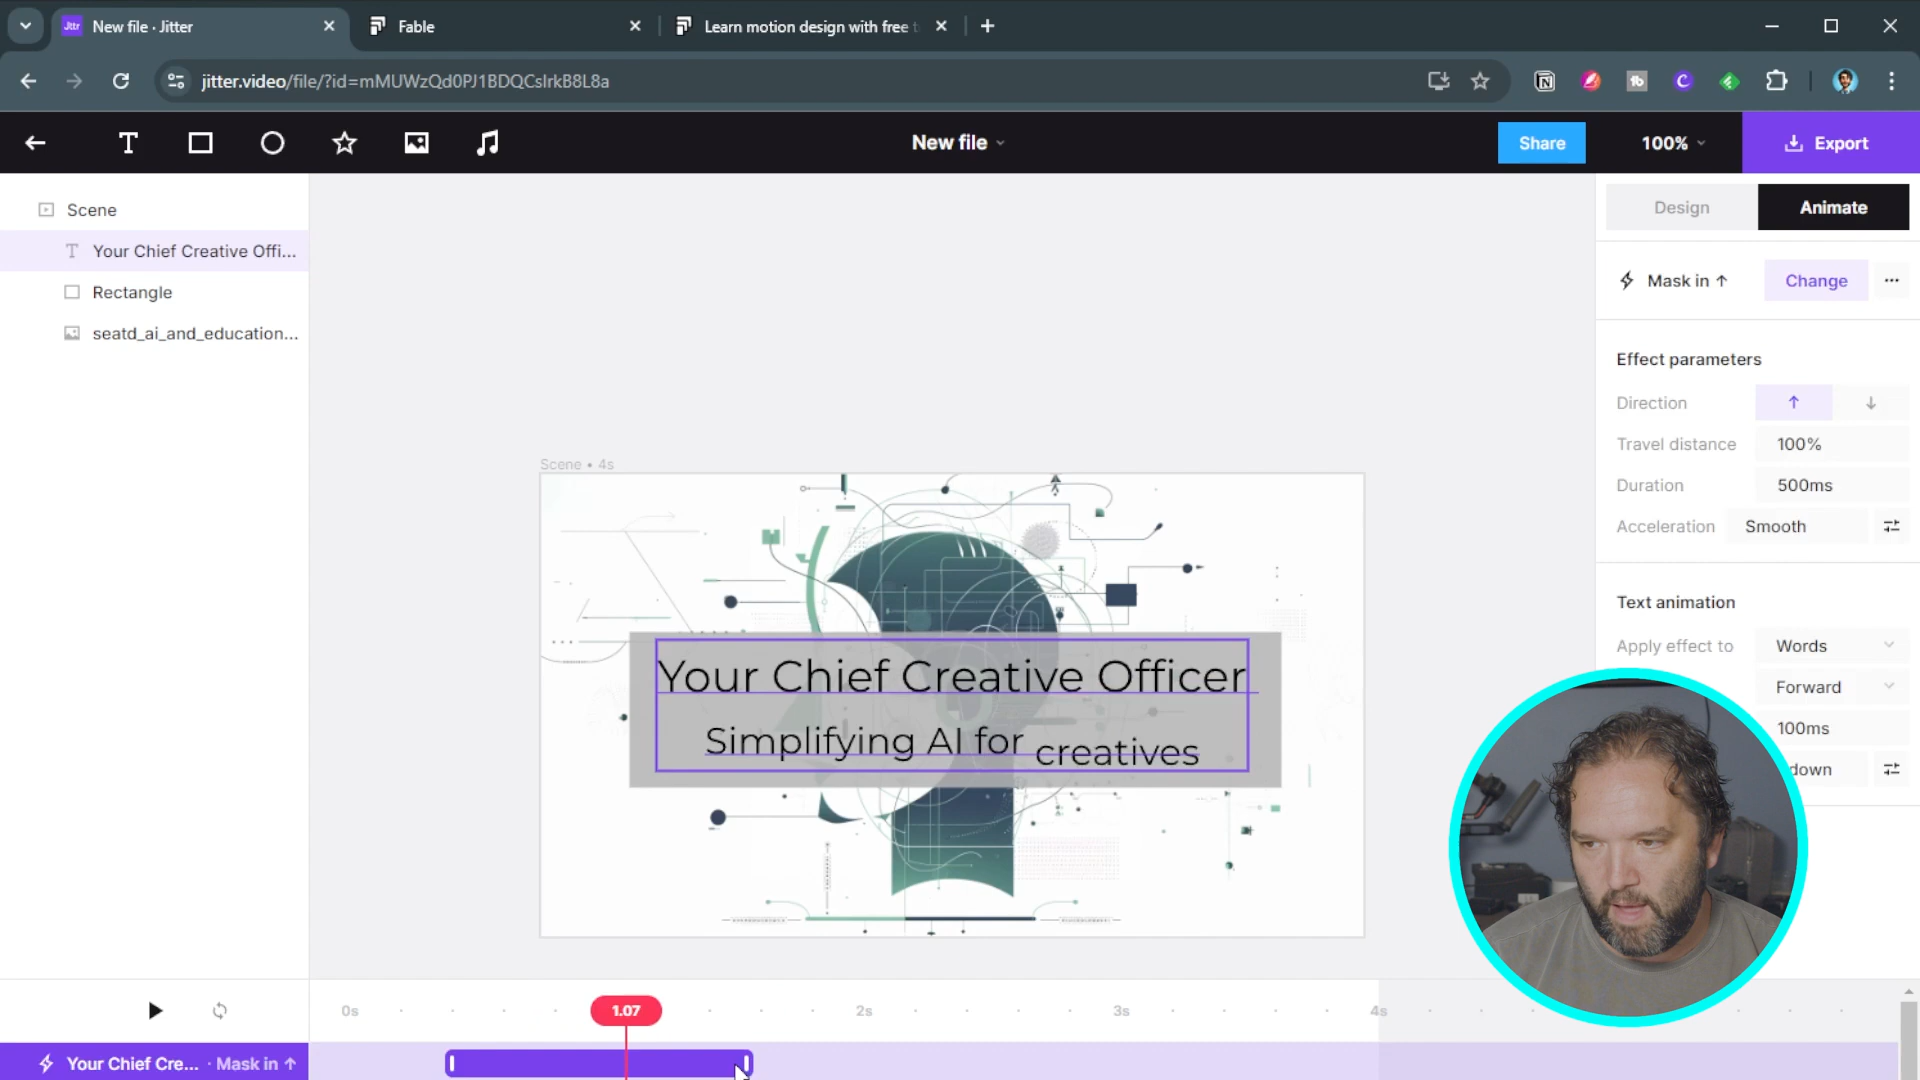 New file · Jitter
Fable
Learn motion design with free t
jitter.video/file/?id=mMUWzQd0PJ1BDQCsIrkB8L8a
New file
Share
100%
Export
Scene
Your Chief Creative Offi...
Rectangle
seatd_ai_and_education...
Design
Animate
Mask in ↑
Change
Effect parameters
Direction
↑
↓
Travel distance
100%
Duration
500ms
Acceleration
Smooth
Text animation
Apply effect to
Words
Forward
100ms
down
Scene • 4s
Your Chief Creative Officer
Simplifying AI for creatives
0s
1.07
2s
3s
4s
Your Chief Cre... · Mask in ↑